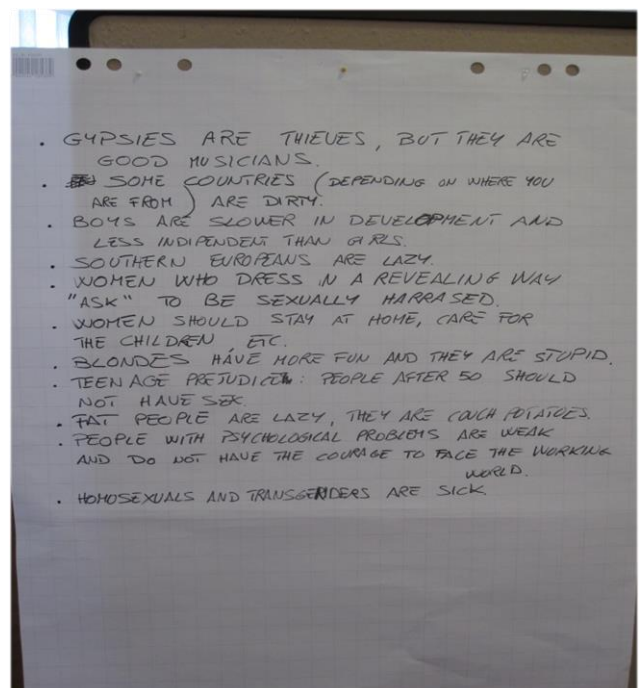 . GYPSIES ARE THIEVES, BUT THEY ARE
GOOD MUSICIANS.
. SOME COUNTRIES (DEPENDING ON WHERE YOU
ARE FROM) ARE DIRTY.
. BOYS ARE SLOWER IN DEVELOPMENT AND
LESS INDIPENDENT THAN GIRLS.
. SOUTHERN EUROPEANS ARE LAZY.
. WOMEN WHO DRESS IN A REVEALING WAY
"ASK" TO BE SEXUALLY HARRASED.
. WOMEN SHOULD STAY AT HOME, CARE FOR
THE CHILDREN, ETC.
. BLONDES HAVE MORE FUN AND THEY ARE STUPID.
. TEEN AGE PREJUDICE: PEOPLE AFTER 50 SHOULD
NOT HAVE SEX.
. FAT PEOPLE ARE LAZY, THEY ARE COUCH POTATOES.
. PEOPLE WITH PSYCHOLOGICAL PROBLEMS ARE WEAK
AND DO NOT HAVE THE COURAGE TO FACE THE WORKING
WORLD.
. HOMOSEXUALS AND TRANSGENDERS ARE SICK